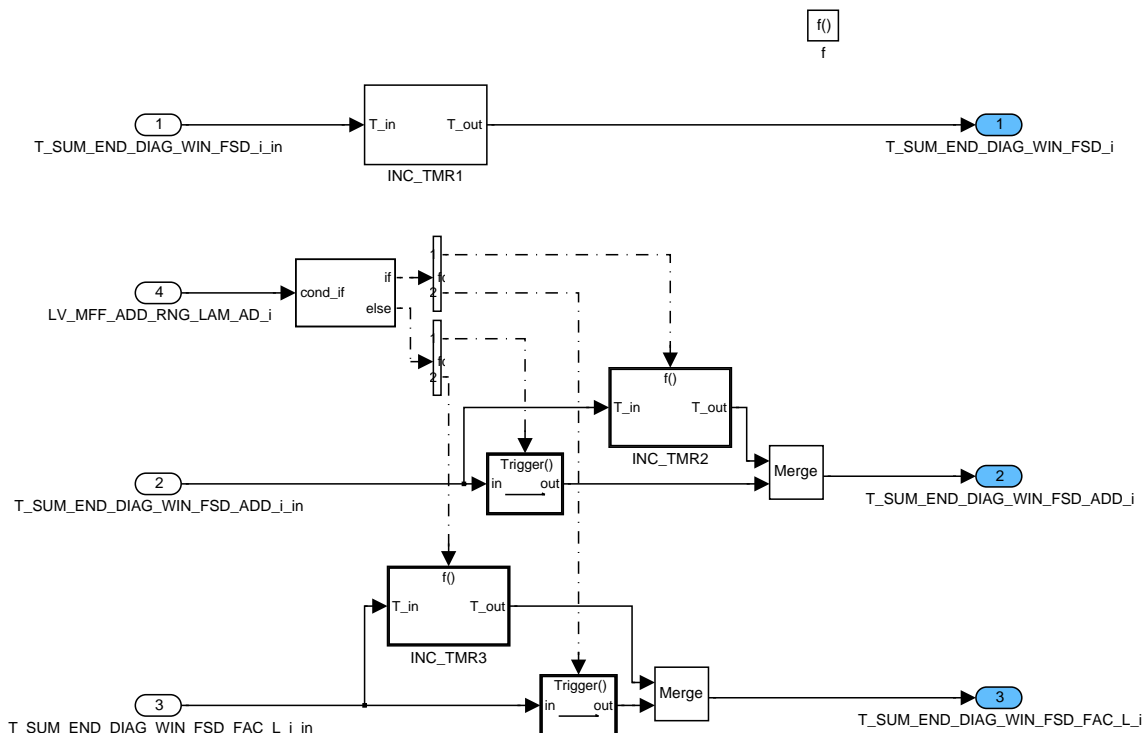 f()
f
1
T_in
T_out
1
T_SUM_END_DIAG_WIN_FSD_i_in
T_SUM_END_DIAG_WIN_FSD_i
INC_TMR1
1
if
fc
4
cond_if
2
else
LV_MFF_ADD_RNG_LAM_AD_i
1
fc
2
f()
T_in
T_out
INC_TMR2
Trigger()
Merge
2
in
out
2
T_SUM_END_DIAG_WIN_FSD_ADD_i_in
T_SUM_END_DIAG_WIN_FSD_ADD_i
f()
T_in
T_out
INC_TMR3
Trigger()
Merge
3
in
out
3
T_SUM_END_DIAG_WIN_FSD_FAC_L_i_in
T_SUM_END_DIAG_WIN_FSD_FAC_L_i